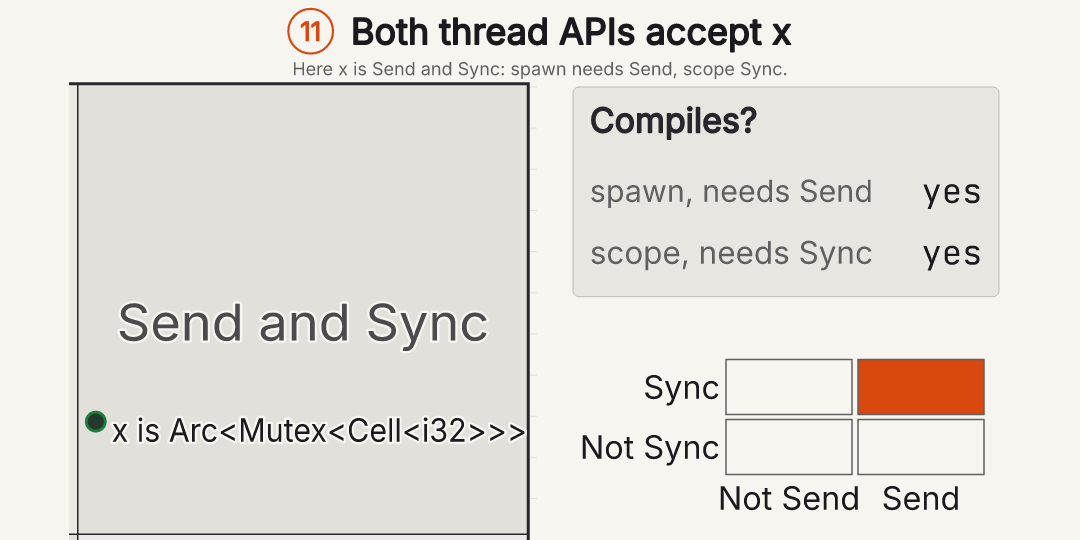 11 Both thread APIs accept x
Here x is Send and Sync: spawn needs Send, scope Sync.
Send and Sync
x is Arc<Mutex<Cell<i32>>>
Compiles?
spawn, needs Send yes
scope, needs Sync yes
Sync
Not Sync
Not Send Send